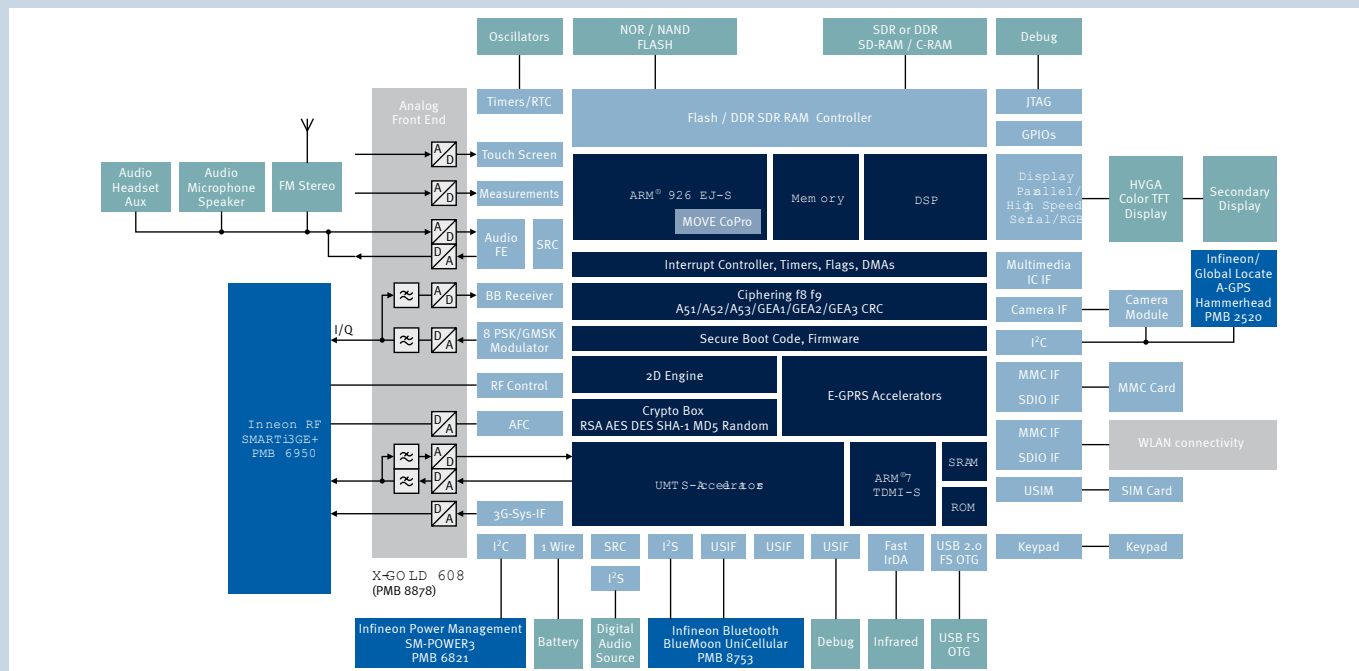 Oscillators
NOR / NAND
FLASH
SDR or DDR
SD-RAM / C-RAM
Debug
Analog
Front End
Timers/RTC
Flash / DDR SDR RAM Controller
JTAG
GPIOs
Audio
Headset
Aux
Audio
Microphone
Speaker
FM Stereo
A
D
Touch Screen
A
D
Measurements
A
D
D
A
Audio
FE
SRC
ARM® 926 EJ-S
MOVE CoPro
Memory
DSP
Display
Parallel/
High Speed
Serial/RGB
HVGA
Color TFT
Display
Secondary
Display
Interrupt Controller, Timers, Flags, DMAs
Multimedia
IC IF
Infineon/
Global Locate
A-GPS
Hammerhead
PMB 2520
≈
A
D
BB Receiver
Ciphering f8 f9
A51/A52/A53/GEA1/GEA2/GEA3 CRC
Camera IF
Camera
Module
I/Q
≈
D
A
8 PSK/GMSK
Modulator
Secure Boot Code, Firmware
I²C
RF Control
2D Engine
E-GPRS Accelerators
MMC IF
SDIO IF
MMC Card
Inneon RF
SMARTi3GE+
PMB 6950
D
A
AFC
Crypto Box
RSA AES DES SHA-1 MD5 Random
MMC IF
SDIO IF
WLAN connectivity
≈
A
D
≈
D
A
UMTS-Accelerators
ARM®7
TDMI-S
SRAM
ROM
USIM
SIM Card
D
A
3G-Sys-IF
I²C
1 Wire
SRC
I²S
I²S
USIF
USIF
USIF
Fast
IrDA
USB 2.0
FS OTG
Keypad
Keypad
X-GOLD 608
(PMB 8878)
Infineon Power Management
SM-POWER3
PMB 6821
Battery
Digital
Audio
Source
Infineon Bluetooth
BlueMoon UniCellular
PMB 8753
Debug
Infrared
USB FS
OTG